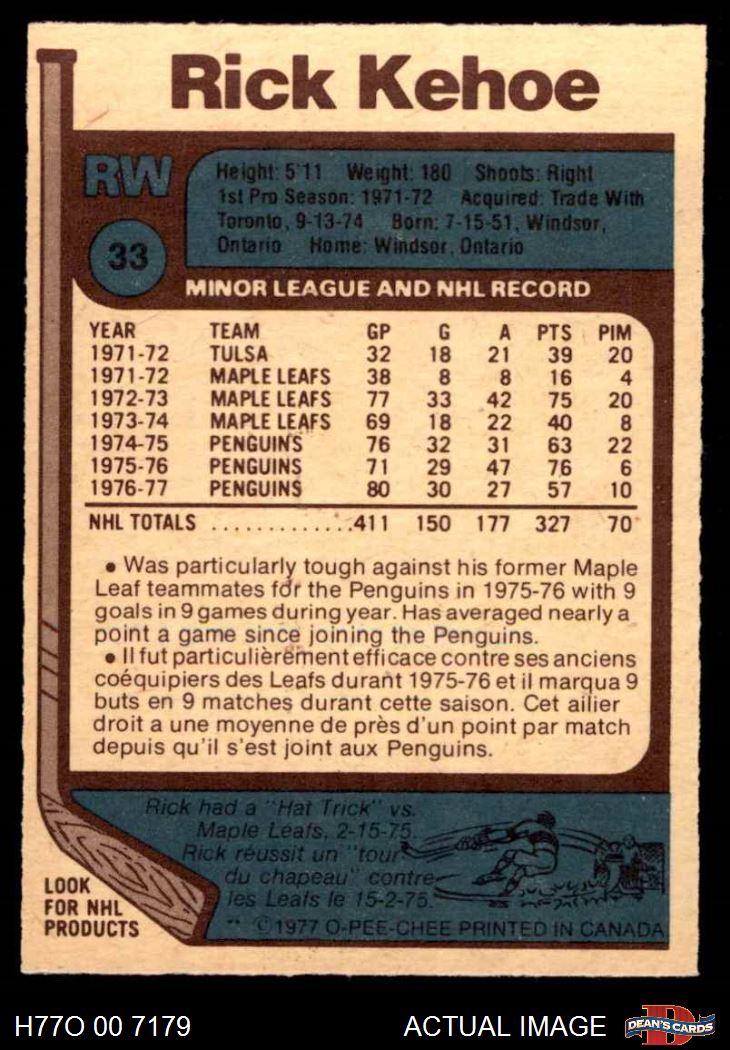 Rick Kehoe
RW
33
Height: 5'11 Weight: 180 Shoots: Right
1st Pro Season: 1971-72 Acquired: Trade With
Toronto, 9-13-74 Born: 7-15-51, Windsor,
Ontario Home: Windsor, Ontario
MINOR LEAGUE AND NHL RECORD
YEAR TEAM GP G A PTS PIM
1971-72 TULSA 32 18 21 39 20
1971-72 MAPLE LEAFS 38 8 8 16 4
1972-73 MAPLE LEAFS 77 33 42 75 20
1973-74 MAPLE LEAFS 69 18 22 40 8
1974-75 PENGUINS 76 32 31 63 22
1975-76 PENGUINS 71 29 47 76 6
1976-77 PENGUINS 80 30 27 57 10
NHL TOTALS .............411 150 177 327 70
• Was particularly tough against his former Maple
Leaf teammates for the Penguins in 1975-76 with 9
goals in 9 games during year. Has averaged nearly a
point a game since joining the Penguins.
• Il fut particulièrement efficace contre ses anciens
coéquipiers des Leafs durant 1975-76 et il marqua 9
buts en 9 matches durant cette saison. Cet ailier
droit a une moyenne de près d'un point par match
depuis qu'il s'est joint aux Penguins.
Rick had a "Hat Trick" vs.
Maple Leafs, 2-15-75.
Rick réussit un "tour
du chapeau" contre
les Leafs le 15-2-75.
LOOK
FOR NHL
PRODUCTS
** ©1977 O-PEE-CHEE PRINTED IN CANADA
H77O 00 7179
ACTUAL IMAGE
D
DEAN'S CARDS